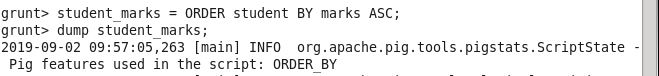 grunt> student_marks = ORDER student BY marks ASC;
grunt> dump student_marks;
2019-09-02 09:57:05,263 [main] INFO  org.apache.pig.tools.pigstats.ScriptState -
 Pig features used in the script: ORDER_BY